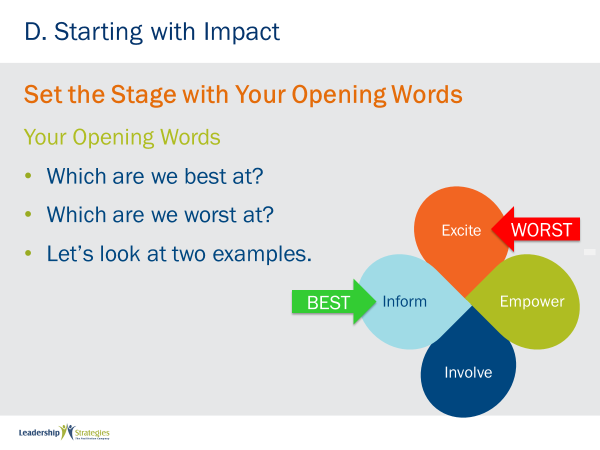 D. Starting with Impact
Set the Stage with Your Opening Words
Your Opening Words
• Which are we best at?
• Which are we worst at?
• Let's look at two examples.
Excite
WORST
BEST
Inform
Empower
Involve
Leadership Strategies
The Facilitation Company